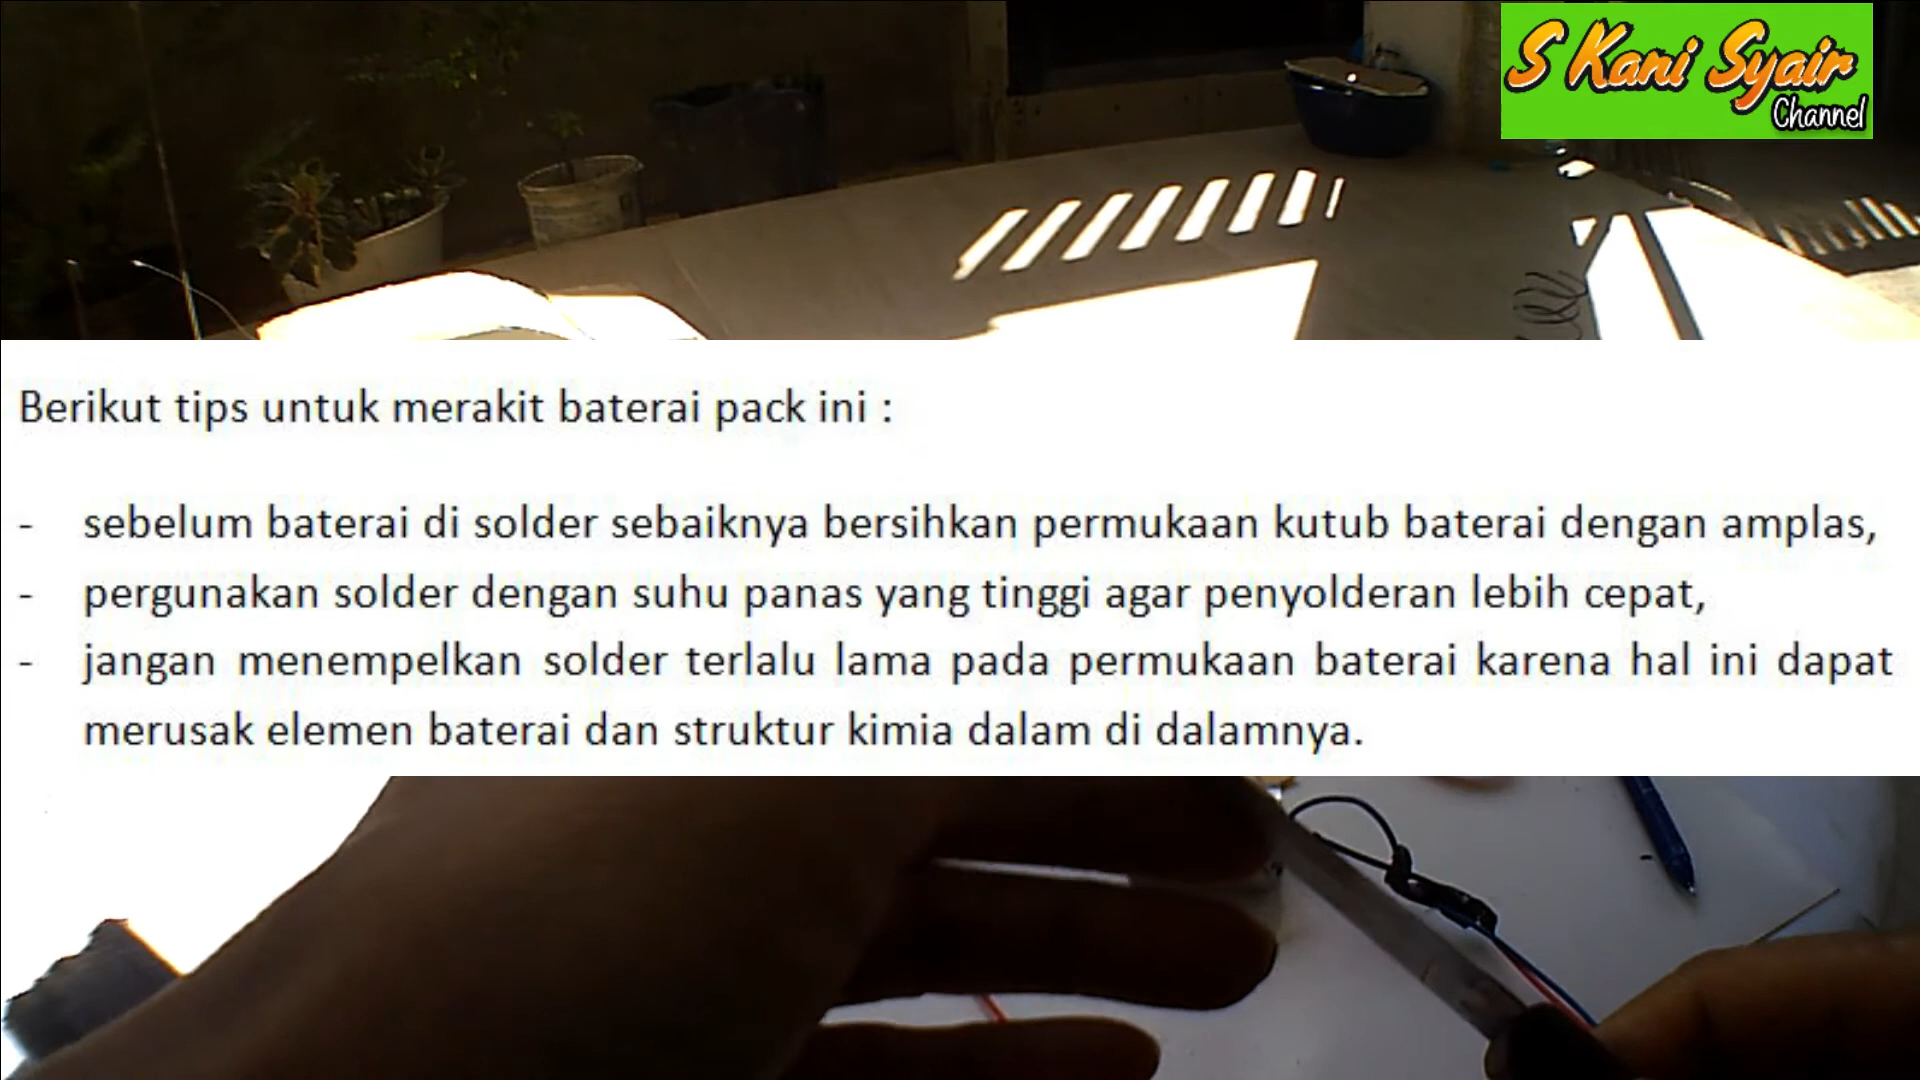 S Kani Syair
Channel
Berikut tips untuk merakit baterai pack ini :
- sebelum baterai di solder sebaiknya bersihkan permukaan kutub baterai dengan amplas,
- pergunakan solder dengan suhu panas yang tinggi agar penyolderan lebih cepat,
- jangan menempelkan solder terlalu lama pada permukaan baterai karena hal ini dapat
merusak elemen baterai dan struktur kimia dalam di dalamnya.